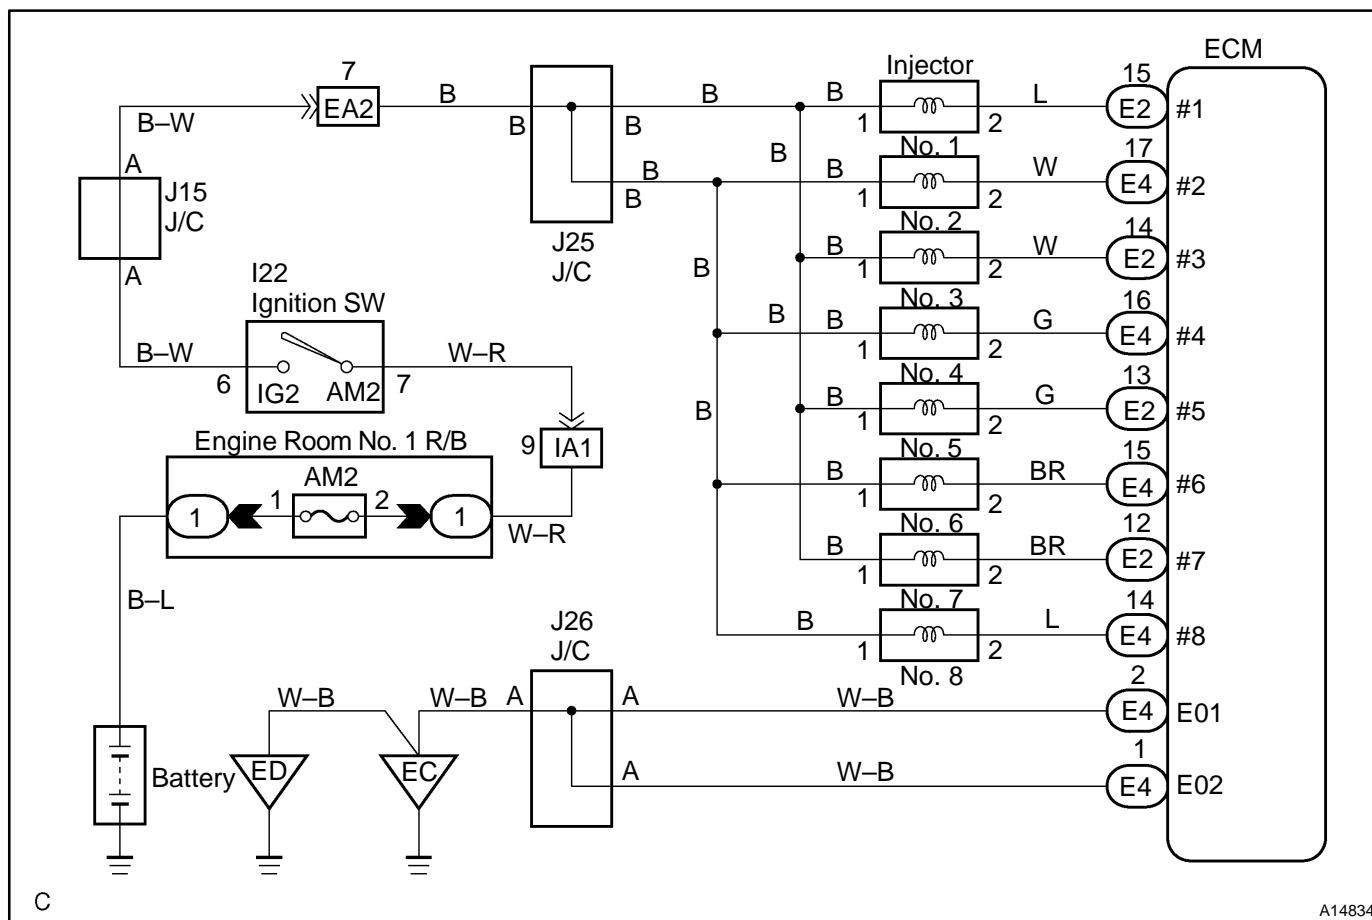 ECM
Injector
7
15
EA2
B
B
B
L
E2
#1
B–W
B
B
1
2
A
B
No. 1
17
J15
J/C
B
B
W
E4
#2
B
1
2
A
J25
J/C
No. 2
14
B
W
E2
#3
I22
Ignition SW
B
1
2
No. 3
16
B
B
G
E4
#4
B–W
W–R
1
2
6
IG2
AM2
7
No. 4
13
B
G
E2
#5
B
1
2
Engine Room No. 1 R/B
9
IA1
No. 5
15
AM2
B
BR
E4
#6
1
1
2
1
1
2
W–R
No. 6
12
B
BR
E2
#7
1
2
B–L
No. 7
14
J26
J/C
B
L
E4
#8
1
2
No. 8
2
W–B
W–B
A
A
W–B
E4
E01
Battery
ED
EC
1
A
W–B
E4
E02
C
A14834